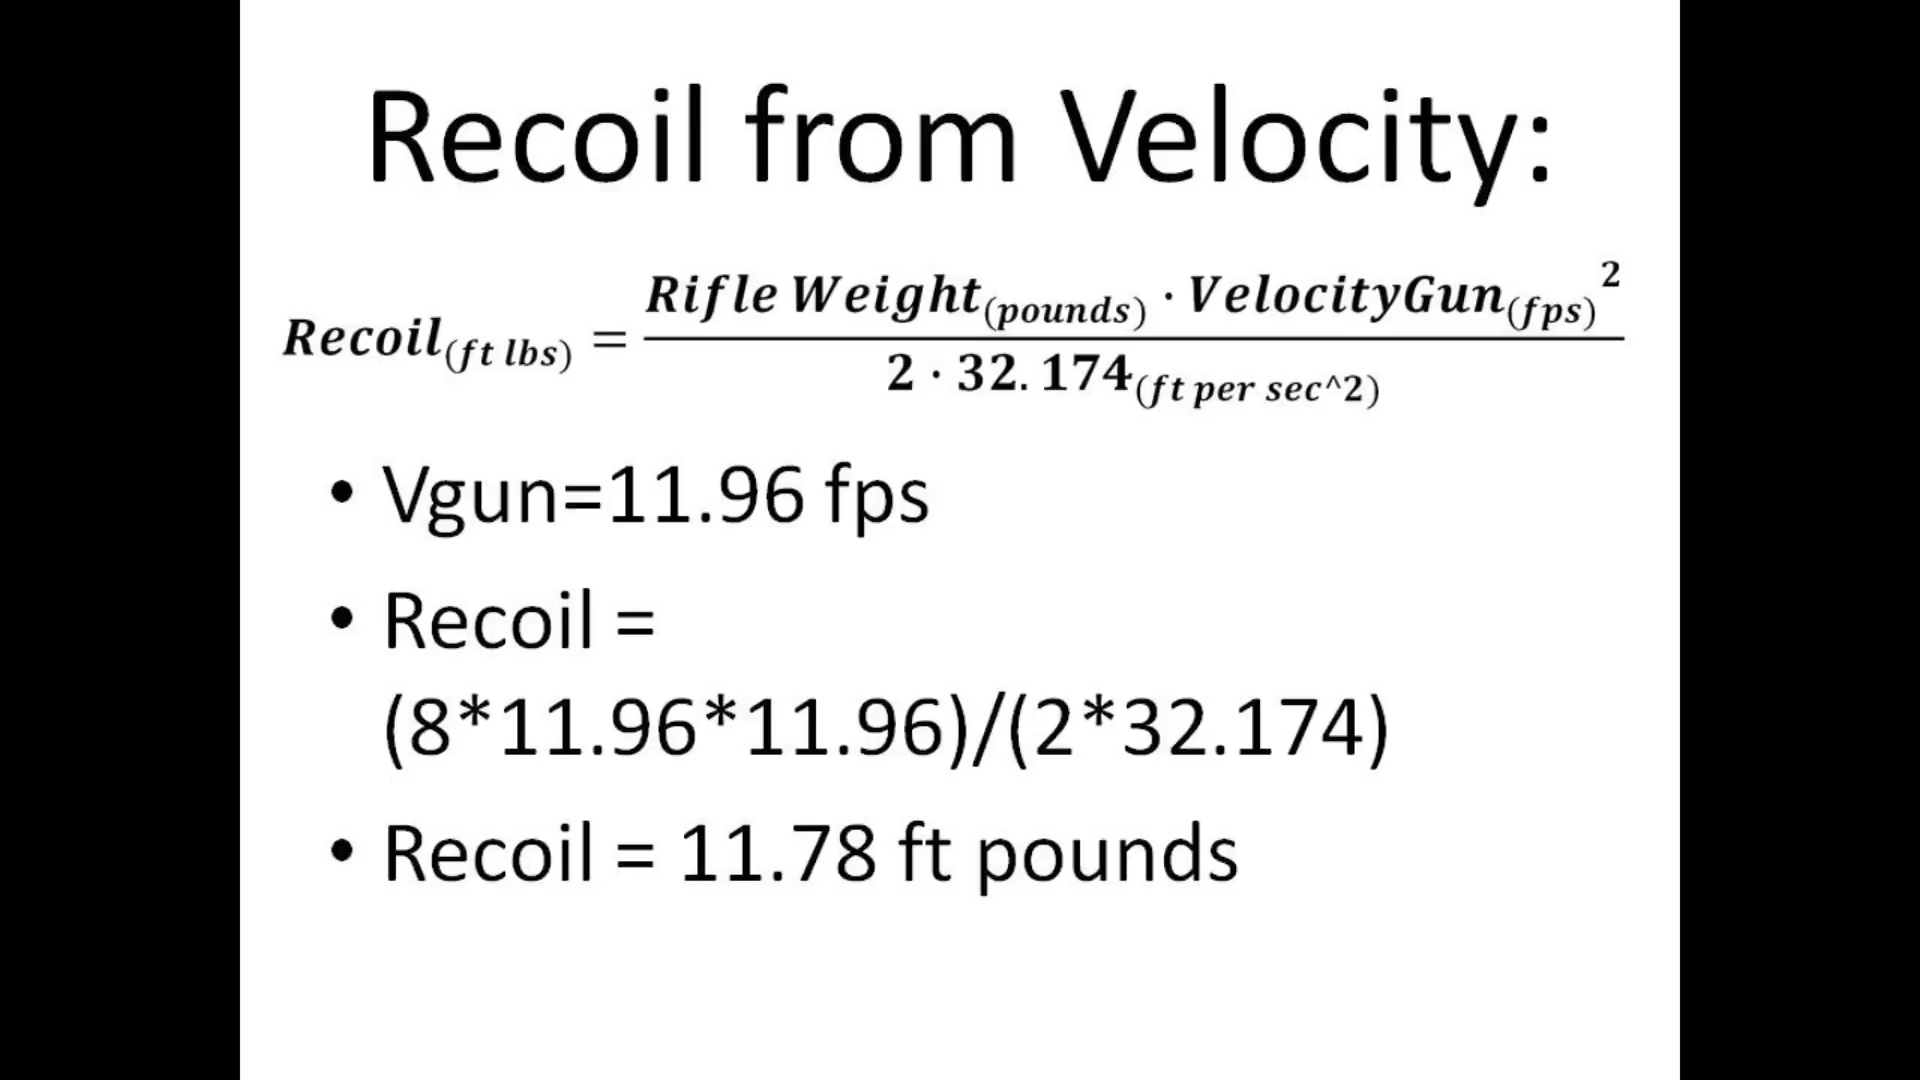 Recoil from Velocity:
Recoil(ft lbs) = Rifle Weight(pounds) · VelocityGun(fps)²
2 · 32.174(ft per sec^2)
• Vgun=11.96 fps
• Recoil =
(8*11.96*11.96)/(2*32.174)
• Recoil = 11.78 ft pounds